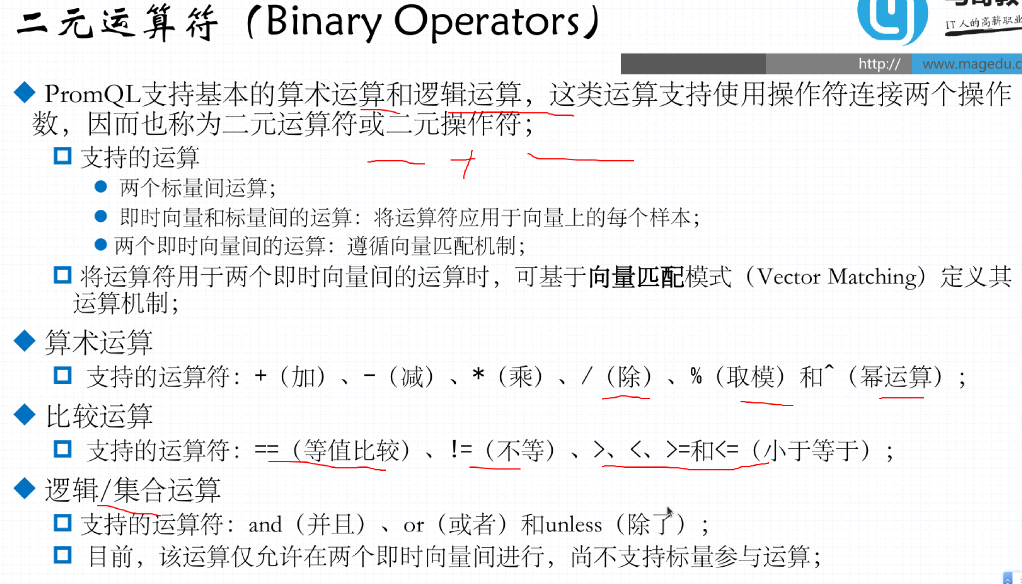 二元运算符（Binary Operators）
IT人的高薪职业
http://
www.magedu.c
PromQL支持基本的算术运算和逻辑运算，这类运算支持使用操作符连接两个操作
数，因而也称为二元运算符或二元操作符；
支持的运算
两个标量间运算；
即时向量和标量间的运算：将运算符应用于向量上的每个样本；
两个即时向量间的运算：遵循向量匹配机制；
将运算符用于两个即时向量间的运算时，可基于向量匹配模式（Vector Matching）定义其
运算机制；
算术运算
支持的运算符：+（加）、-（减）、*（乘）、/（除）、%（取模）和^（幂运算）；
比较运算
支持的运算符：==（等值比较）、!=（不等）、>、<、>=和<=（小于等于）；
逻辑/集合运算
支持的运算符：and（并且）、or（或者）和unless（除了）；
目前，该运算仅允许在两个即时向量间进行，尚不支持标量参与运算；